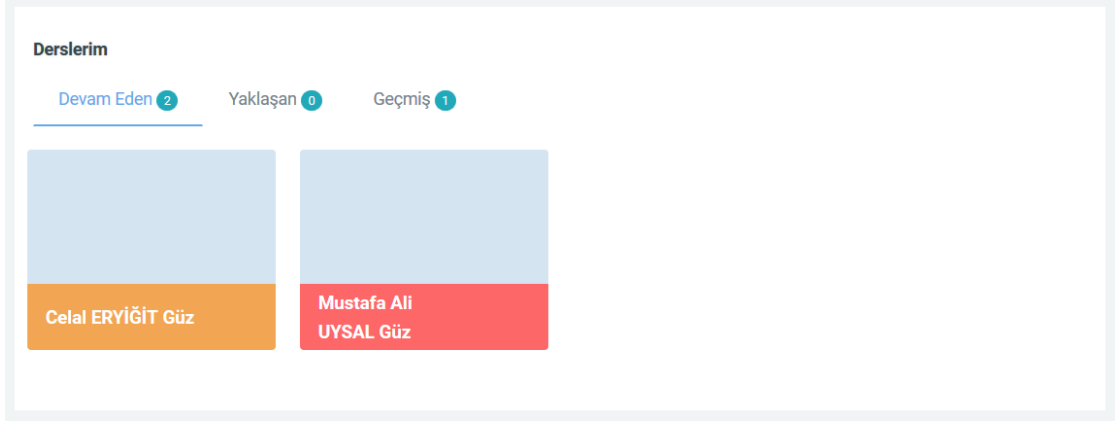 Derslerim
Devam Eden 2 Yaklaşan 0 Geçmiş 1
Celal ERYİĞİT Güz
Mustafa Ali
UYSAL Güz